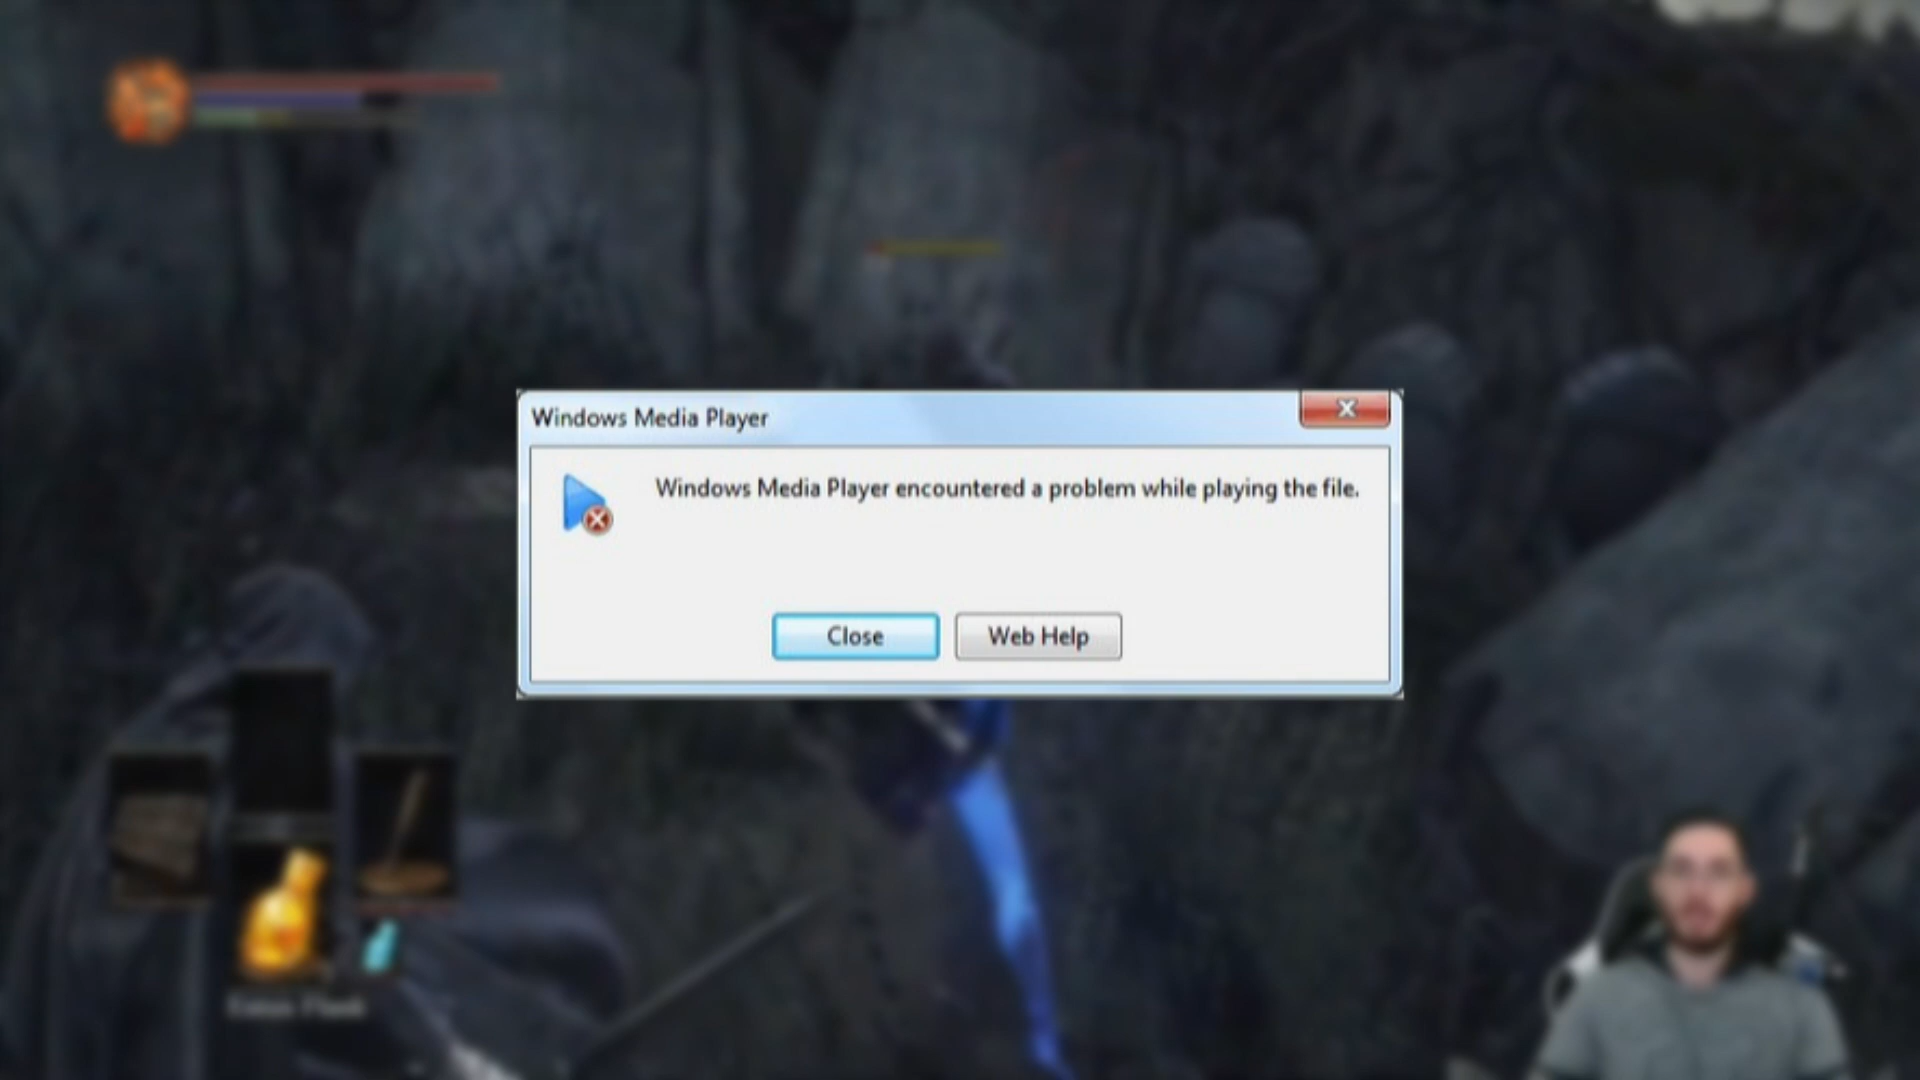 Windows Media Player
Windows Media Player encountered a problem while playing the file.
Close
Web Help